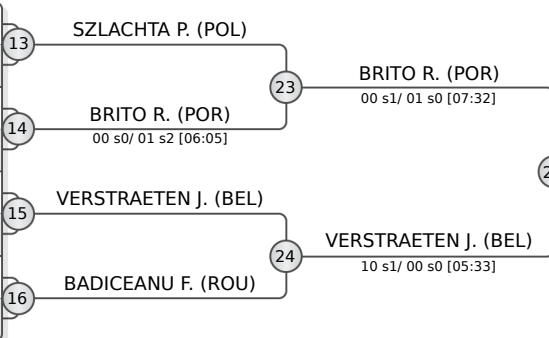 SZLACHTA P. (POL)
13
23
BRITO R. (POR)
00 s1/ 01 s0 [07:32]
BRITO R. (POR)
14
00 s0/ 01 s2 [06:05]
VERSTRAETEN J. (BEL)
15
24
VERSTRAETEN J. (BEL)
10 s1/ 00 s0 [05:33]
BADICEANU F. (ROU)
16